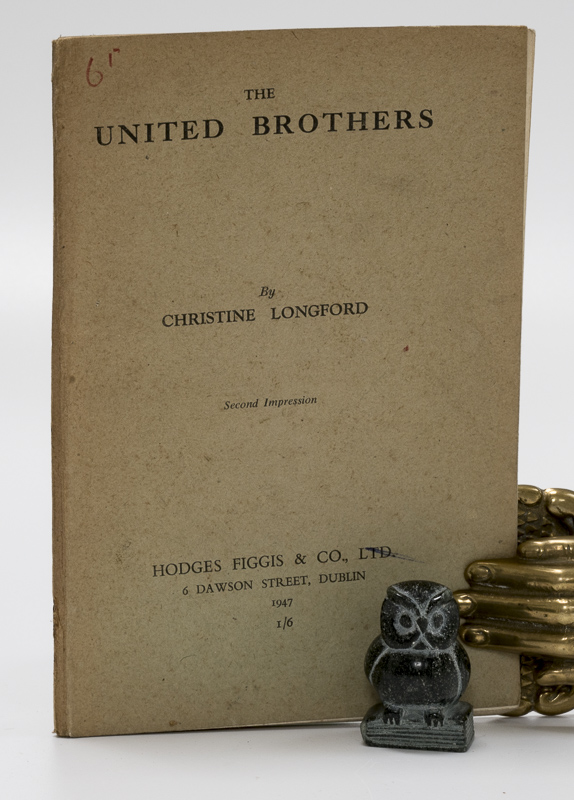 THE
UNITED BROTHERS
By
CHRISTINE LONGFORD
Second Impression
HODGES FIGGIS & CO., LTD.
6 DAWSON STREET, DUBLIN
1947
1/6